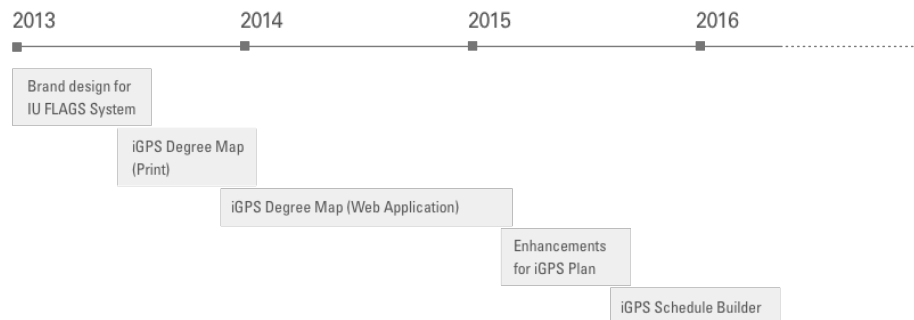 2013 2014 2015 2016
Brand design for
IU FLAGS System
iGPS Degree Map
(Print)
iGPS Degree Map (Web Application)
Enhancements
for iGPS Plan
iGPS Schedule Builder